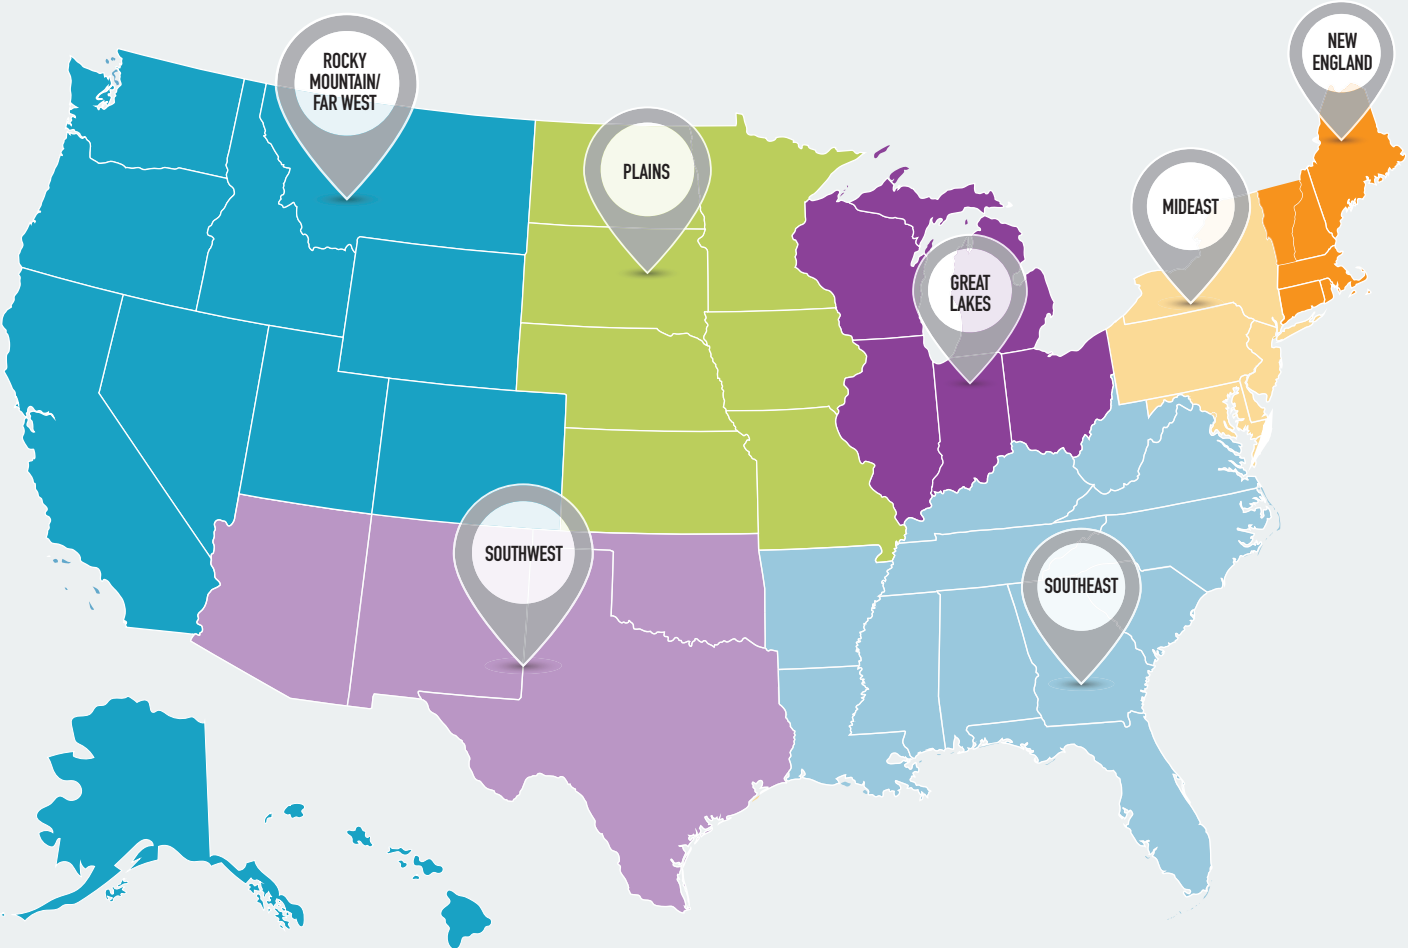 ROCKY
MOUNTAIN/
FAR WEST
NEW
ENGLAND
PLAINS
MIDEAST
GREAT
LAKES
SOUTHWEST
SOUTHEAST